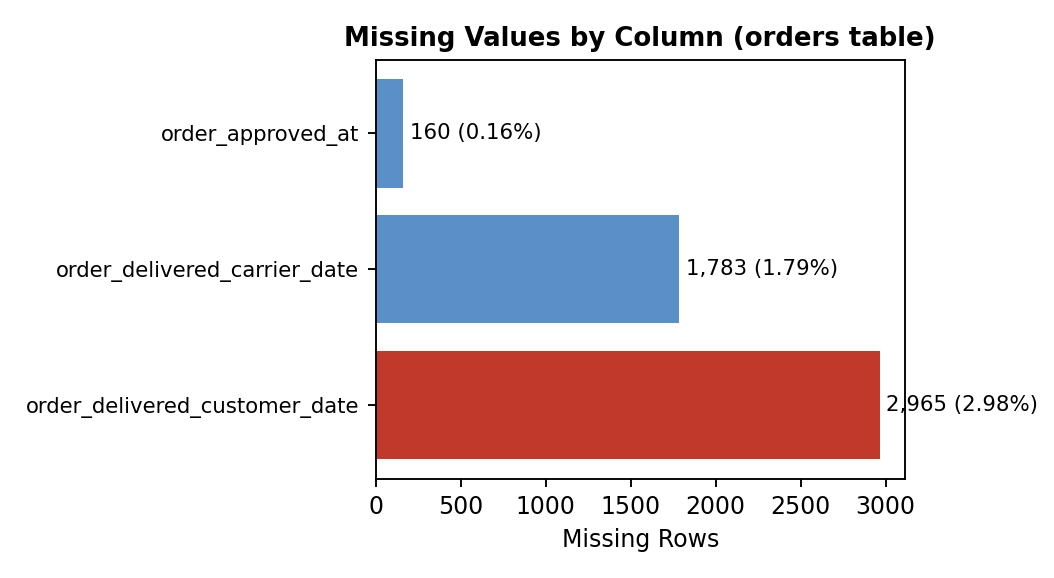 Missing Values by Column (orders table)
order_approved_at
160 (0.16%)
order_delivered_carrier_date
1,783 (1.79%)
order_delivered_customer_date
2,965 (2.98%)
0 500 1000 1500 2000 2500 3000
Missing Rows